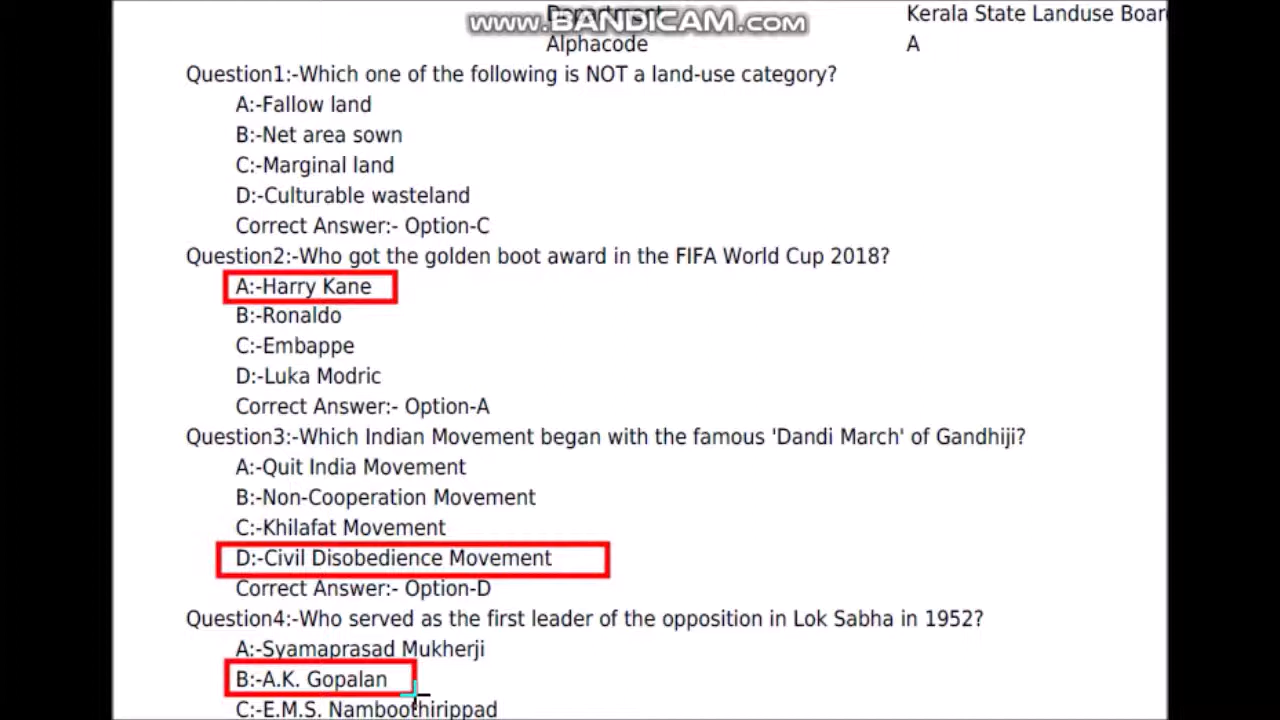 www.BANDICAM.com
Department
Kerala State Landuse Boar
Alphacode
A
Question1:-Which one of the following is NOT a land-use category?
A:-Fallow land
B:-Net area sown
C:-Marginal land
D:-Culturable wasteland
Correct Answer:- Option-C
Question2:-Who got the golden boot award in the FIFA World Cup 2018?
A:-Harry Kane
B:-Ronaldo
C:-Embappe
D:-Luka Modric
Correct Answer:- Option-A
Question3:-Which Indian Movement began with the famous 'Dandi March' of Gandhiji?
A:-Quit India Movement
B:-Non-Cooperation Movement
C:-Khilafat Movement
D:-Civil Disobedience Movement
Correct Answer:- Option-D
Question4:-Who served as the first leader of the opposition in Lok Sabha in 1952?
A:-Syamaprasad Mukherji
B:-A.K. Gopalan
C:-E.M.S. Namboothirippad